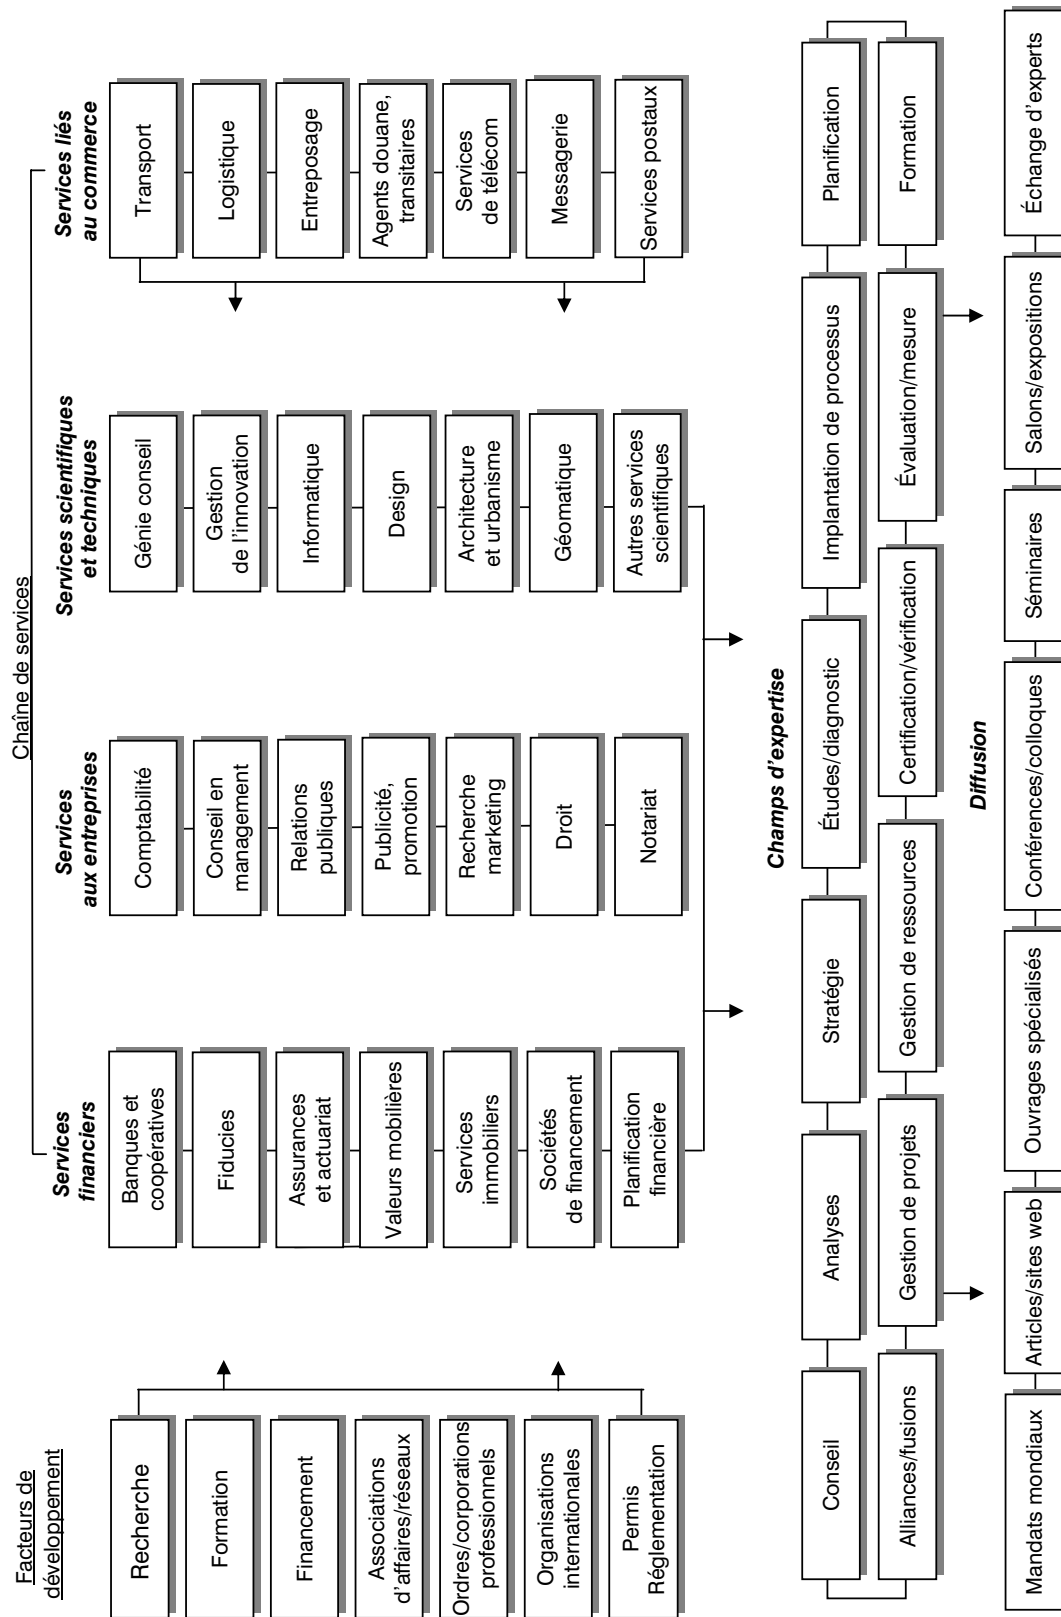 Chaîne de services
Facteurs de
développement
Recherche
Formation
Financement
Associations
d'affaires/réseaux
Ordres/corporations
professionnels
Organisations
internationales
Permis
Réglementation
Services
financiers
Banques et
coopératives
Fiducies
Assurances
et actuariat
Valeurs mobilières
Services
immobiliers
Sociétés
de financement
Planification
financière
Services
aux entreprises
Comptabilité
Conseil en
management
Relations
publiques
Publicité,
promotion
Recherche
marketing
Droit
Notariat
Services scientifiques
et techniques
Génie conseil
Gestion
de l'innovation
Informatique
Design
Architecture
et urbanisme
Géomatique
Autres services
scientifiques
Services liés
au commerce
Transport
Logistique
Entreposage
Agents douane,
transitaires
Services
de télécom
Messagerie
Services postaux
Champs d'expertise
Conseil
Analyses
Stratégie
Études/diagnostic
Implantation de processus
Planification
Alliances/fusions
Gestion de projets
Gestion de ressources
Certification/vérification
Évaluation/mesure
Formation
Diffusion
Mandats mondiaux
Articles/sites web
Ouvrages spécialisés
Conférences/colloques
Séminaires
Salons/expositions
Échange d'experts